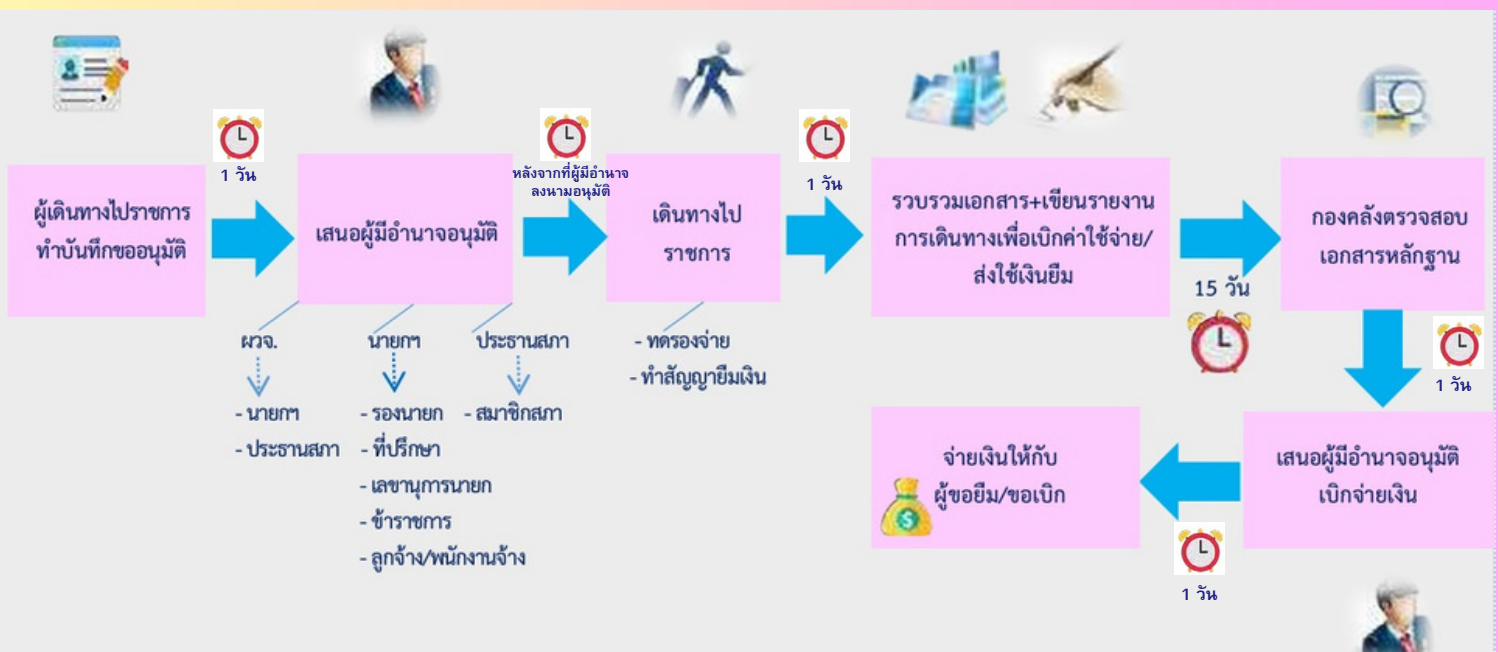 ผู้เดินทางไปราชการ
ทำบันทึกขออนุมัติ
1 วัน
เสนอผู้มีอำนาจอนุมัติ
หลังจากที่ผู้มีอำนาจ
ลงนามอนุมัติ
เดินทางไป
ราชการ
1 วัน
รวบรวมเอกสาร+เขียนรายงาน
การเดินทางเพื่อเบิกค่าใช้จ่าย/
ส่งใช้เงินยืม
15 วัน
กองคลังตรวจสอบ
เอกสารหลักฐาน
ผวจ.
- นายกฯ
- ประธานสภา
นายกฯ
- รองนายก
- ที่ปรึกษา
- เลขานุการนายก
- ข้าราชการ
- ลูกจ้าง/พนักงานจ้าง
ประธานสภา
- สมาชิกสภา
- ทดรองจ่าย
- ทำสัญญายืมเงิน
1 วัน
เสนอผู้มีอำนาจอนุมัติ
เบิกจ่ายเงิน
1 วัน
จ่ายเงินให้กับ
ผู้ขอยืม/ขอเบิก